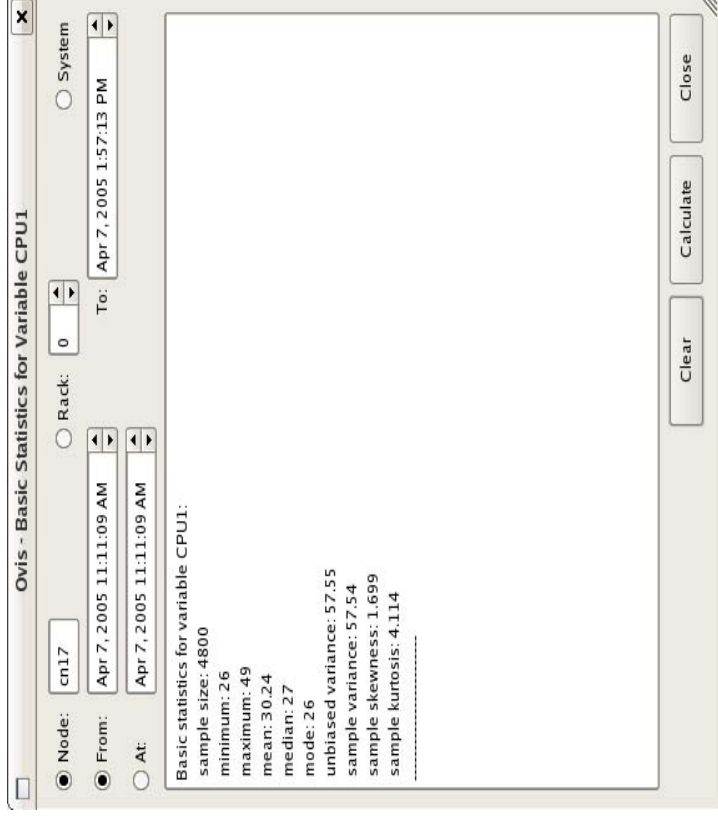 Ovis - Basic Statistics for Variable CPU1
Node: cn17 Rack: 0 System
From: Apr 7, 2005 11:11:09 AM To: Apr 7, 2005 1:57:13 PM
At: Apr 7, 2005 11:11:09 AM
Basic statistics for variable CPU1:
sample size: 4800
minimum: 26
maximum: 49
mean: 30.24
median: 27
mode: 26
unbiased variance: 57.55
sample variance: 57.54
sample skewness: 1.699
sample kurtosis: 4.114
Clear Calculate Close